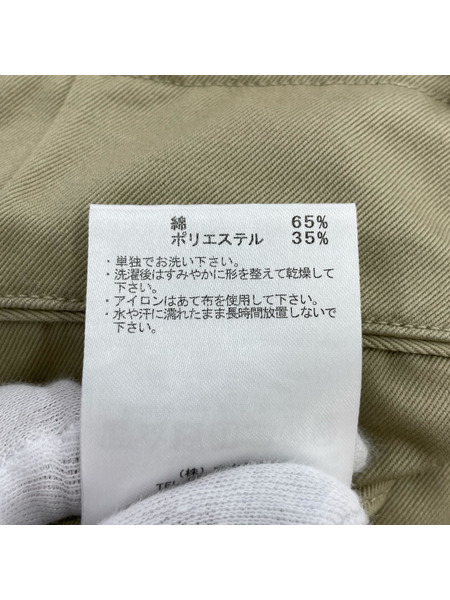 綿 65%
ポリエステル 35%
・単独でお洗い下さい。
・洗濯後はすみやかに形を整えて乾燥して
下さい。
・アイロンはあて布を使用して下さい。
・水や汗に濡れたまま長時間放置しないで
下さい。
(株)
TEL